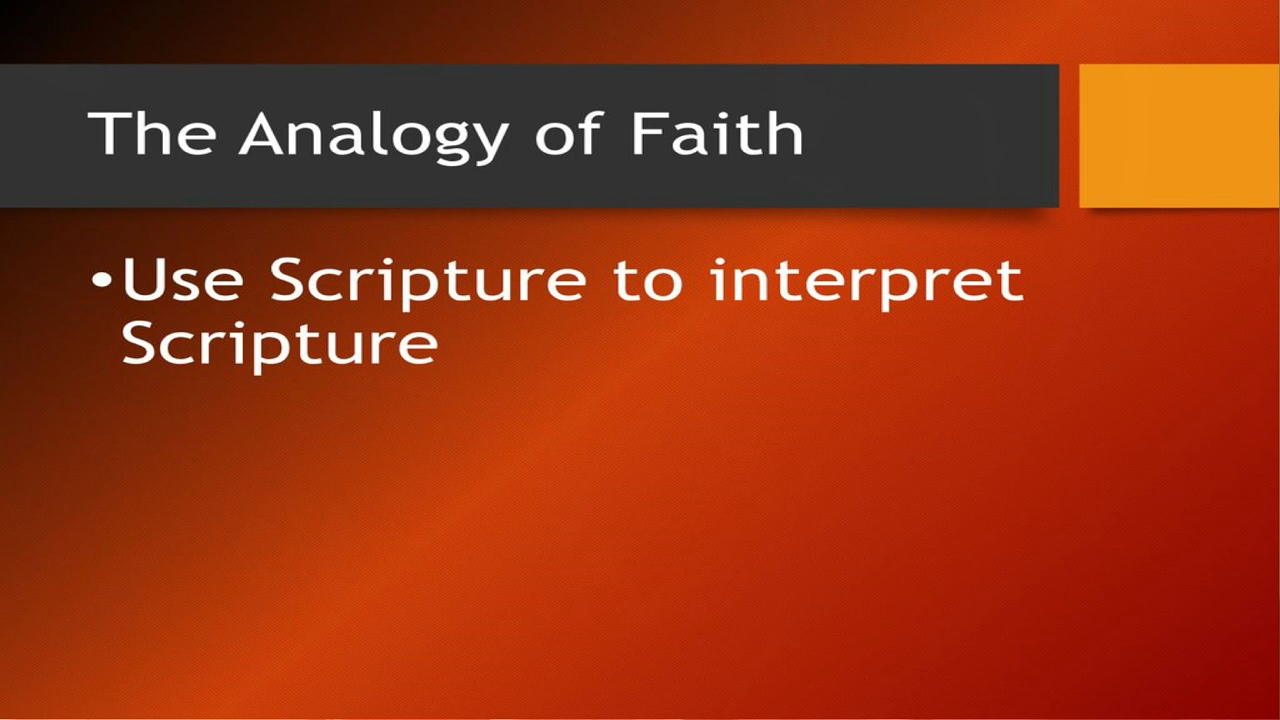 The Analogy of Faith
•Use Scripture to interpret
Scripture